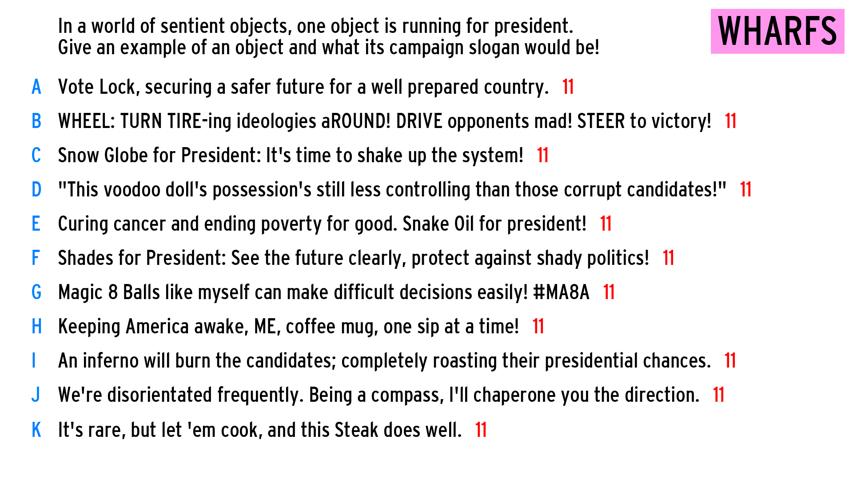 In a world of sentient objects, one object is running for president.
Give an example of an object and what its campaign slogan would be!
WHARFS
A Vote Lock, securing a safer future for a well prepared country. 11
B WHEEL: TURN TIRE-ing ideologies aROUND! DRIVE opponents mad! STEER to victory! 11
C Snow Globe for President: It's time to shake up the system! 11
D "This voodoo doll's possession's still less controlling than those corrupt candidates!" 11
E Curing cancer and ending poverty for good. Snake Oil for president! 11
F Shades for President: See the future clearly, protect against shady politics! 11
G Magic 8 Balls like myself can make difficult decisions easily! #MA8A 11
H Keeping America awake, ME, coffee mug, one sip at a time! 11
I An inferno will burn the candidates; completely roasting their presidential chances. 11
J We're disorientated frequently. Being a compass, I'll chaperone you the direction. 11
K It's rare, but let 'em cook, and this Steak does well. 11